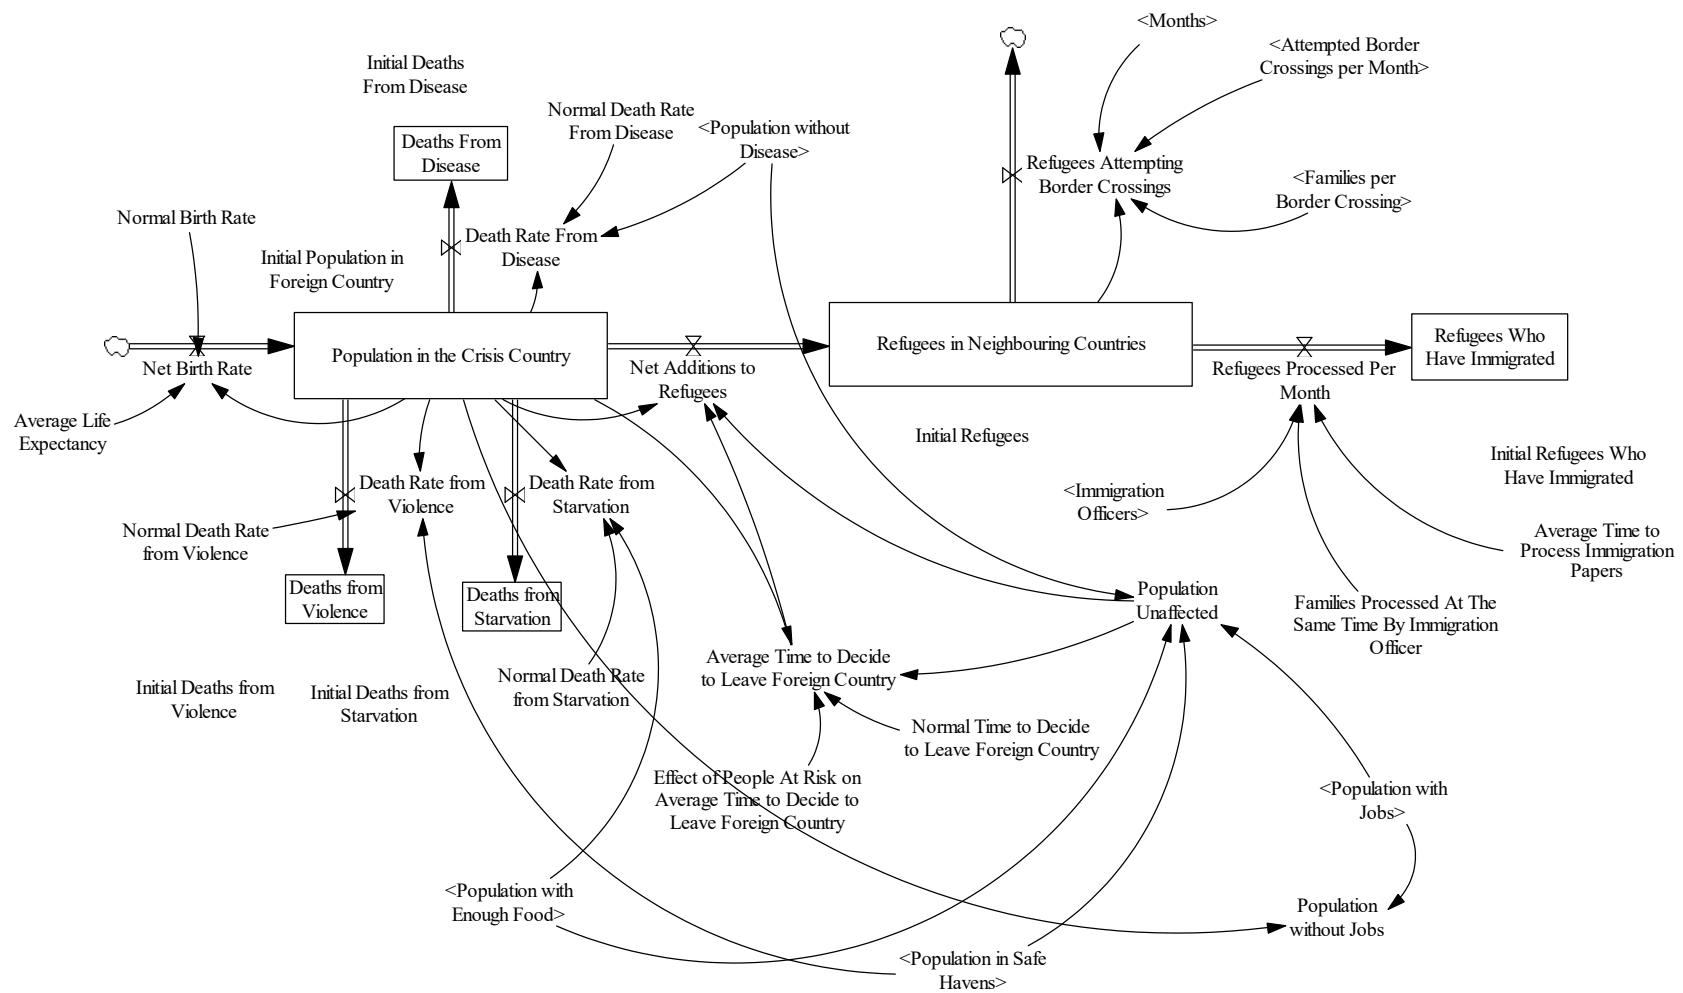 <Months>
<Attempted Border
Crossings per Month>
Initial Deaths
From Disease
Normal Death Rate
From Disease
<Population without
Disease>
Deaths From
Disease
Refugees Attempting
Border Crossings
<Families per
Border Crossing>
Normal Birth Rate
Death Rate From
Disease
Initial Population in
Foreign Country
Population in the Crisis Country
Refugees in Neighbouring Countries
Refugees Who
Have Immigrated
Net Birth Rate
Net Additions to
Refugees
Refugees Processed Per
Month
Average Life
Expectancy
Initial Refugees
Initial Refugees Who
Have Immigrated
Death Rate from
Violence
Death Rate from
Starvation
<Immigration
Officers>
Normal Death Rate
from Violence
Average Time to
Process Immigration
Papers
Deaths from
Violence
Deaths from
Starvation
Population
Unaffected
Families Processed At The
Same Time By Immigration
Officer
Average Time to Decide
to Leave Foreign Country
Normal Death Rate
from Starvation
Initial Deaths from
Violence
Initial Deaths from
Starvation
Normal Time to Decide
to Leave Foreign Country
Effect of People At Risk on
Average Time to Decide to
Leave Foreign Country
<Population with
Jobs>
<Population with
Enough Food>
Population
without Jobs
<Population in Safe
Havens>